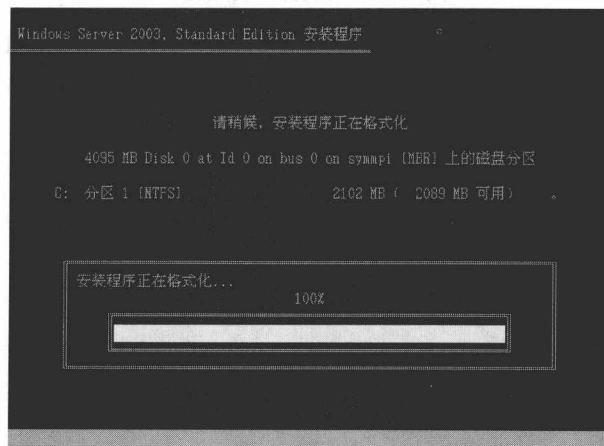 Windows Server 2003, Standard Edition 安装程序
请稍候，安装程序正在格式化
4095 MB Disk 0 at Id 0 on bus 0 on symmpi [MBR] 上的磁盘分区
C: 分区 1 [NTFS] 2102 MB ( 2089 MB 可用) 。
安装程序正在格式化...
100%